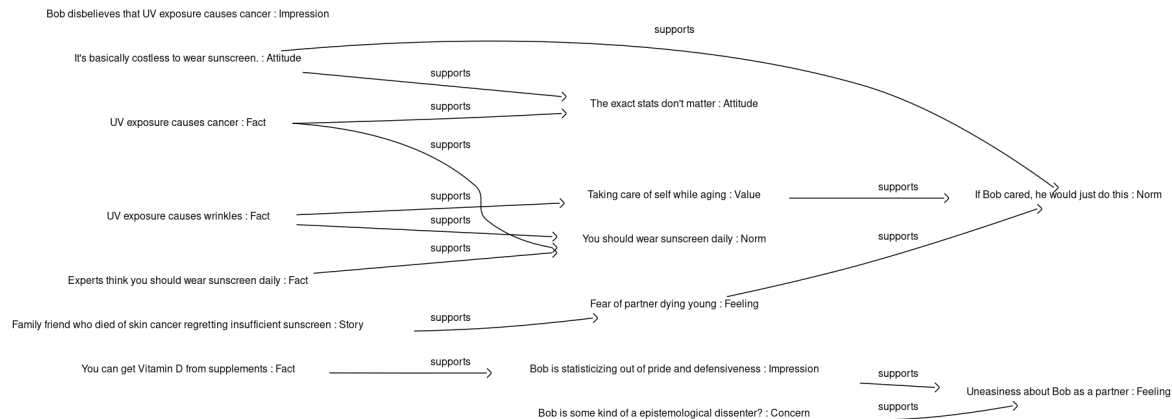 Bob disbelieves that UV exposure causes cancer : Impression
supports
It's basically costless to wear sunscreen. : Attitude
supports
The exact stats don't matter : Attitude
supports
UV exposure causes cancer : Fact
supports
supports
Taking care of self while aging : Value
supports
If Bob cared, he would just do this : Norm
UV exposure causes wrinkles : Fact
supports
You should wear sunscreen daily : Norm
supports
supports
Experts think you should wear sunscreen daily : Fact
Fear of partner dying young : Feeling
supports
Family friend who died of skin cancer regretting insufficient sunscreen : Story
supports
You can get Vitamin D from supplements : Fact
Bob is statisticizing out of pride and defensiveness : Impression
supports
Uneasiness about Bob as a partner : Feeling
supports
Bob is some kind of a epistemological dissenter? : Concern